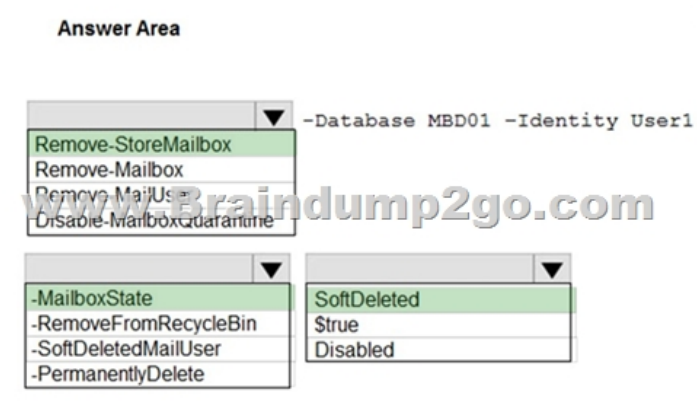 Answer Area
-Database MBD01 -Identity User1
Remove-StoreMailbox
Remove-Mailbox
Remove-MailUser
Disable-MailboxQuarantine
www.Braindump2go.com
-MailboxState
-RemoveFromRecycleBin
-SoftDeletedMailUser
-PermanentlyDelete
SoftDeleted
$true
Disabled